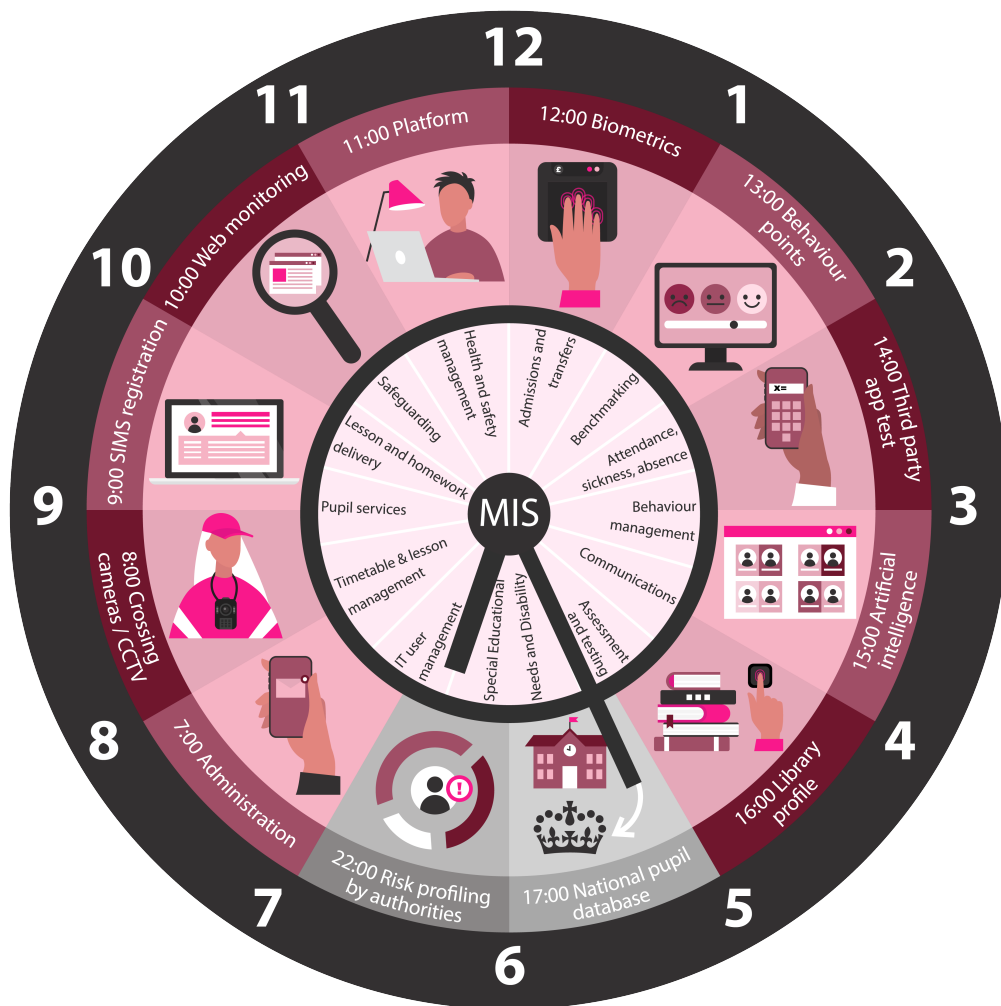 12
1
2
3
4
5
6
7
8
9
10
11
12:00 Biometrics
13:00 Behaviour
points
14:00 Third party
app test
15:00 Artificial
intelligence
16:00 Library
profile
17:00 National pupil
database
22:00 Risk profiling
by authorities
7:00 Administration
8:00 Crossing
cameras / CCTV
9:00 SIMS registration
10:00 Web monitoring
11:00 Platform
£
X=
!
Admissions and
transfers
Benchmarking
Attendance,
sickness, absence
Behaviour
management
Communications
Assessment
and testing
Special Educational
Needs and Disability
IT user
management
Timetable & lesson
management
Pupil services
Lesson and homework
delivery
Safeguarding
Health and safety
management
MIS